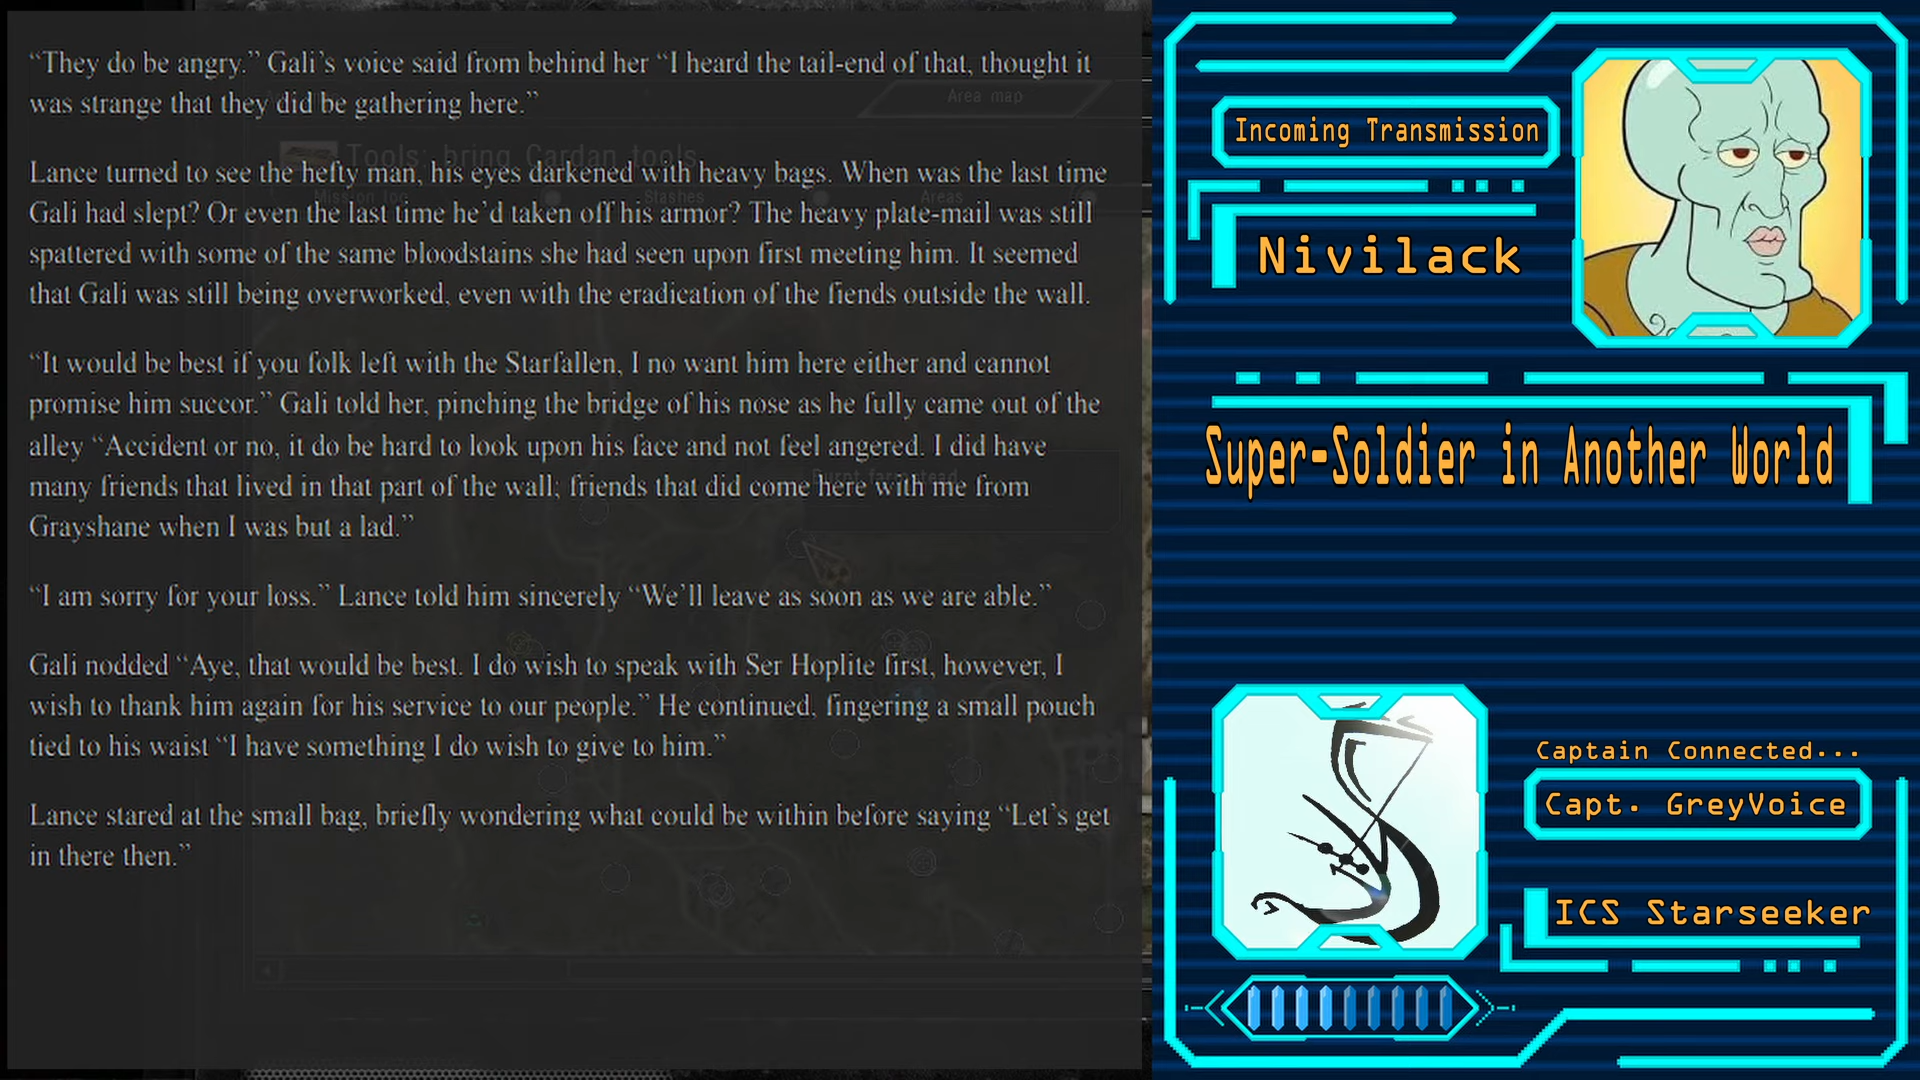 “They do be angry.” Gali’s voice said from behind her “I heard the tail-end of that, thought it
was strange that they did be gathering here.”
Area map
Tools: bring Cardan tools
Lance turned to see the hefty man, his eyes darkened with heavy bags. When was the last time
Mission log
Stashes
Areas
Gali had slept? Or even the last time he’d taken off his armor? The heavy plate-mail was still
spattered with some of the same bloodstains she had seen upon first meeting him. It seemed
that Gali was still being overworked, even with the eradication of the fiends outside the wall.
“It would be best if you folk left with the Starfallen, I no want him here either and cannot
promise him succor.” Gali told her, pinching the bridge of his nose as he fully came out of the
alley “Accident or no, it do be hard to look upon his face and not feel angered. I did have
Burnt farmstead
many friends that lived in that part of the wall; friends that did come here with me from
Grayshane when I was but a lad.”
“I am sorry for your loss.” Lance told him sincerely “We’ll leave as soon as we are able.”
Gali nodded “Aye, that would be best. I do wish to speak with Ser Hoplite first, however, I
wish to thank him again for his service to our people.” He continued, fingering a small pouch
tied to his waist “I have something I do wish to give to him.”
Lance stared at the small bag, briefly wondering what could be within before saying “Let’s get
in there then.”
Incoming Transmission
Nivilack
Super-Soldier in Another World
Captain Connected...
Capt. GreyVoice
ICS Starseeker